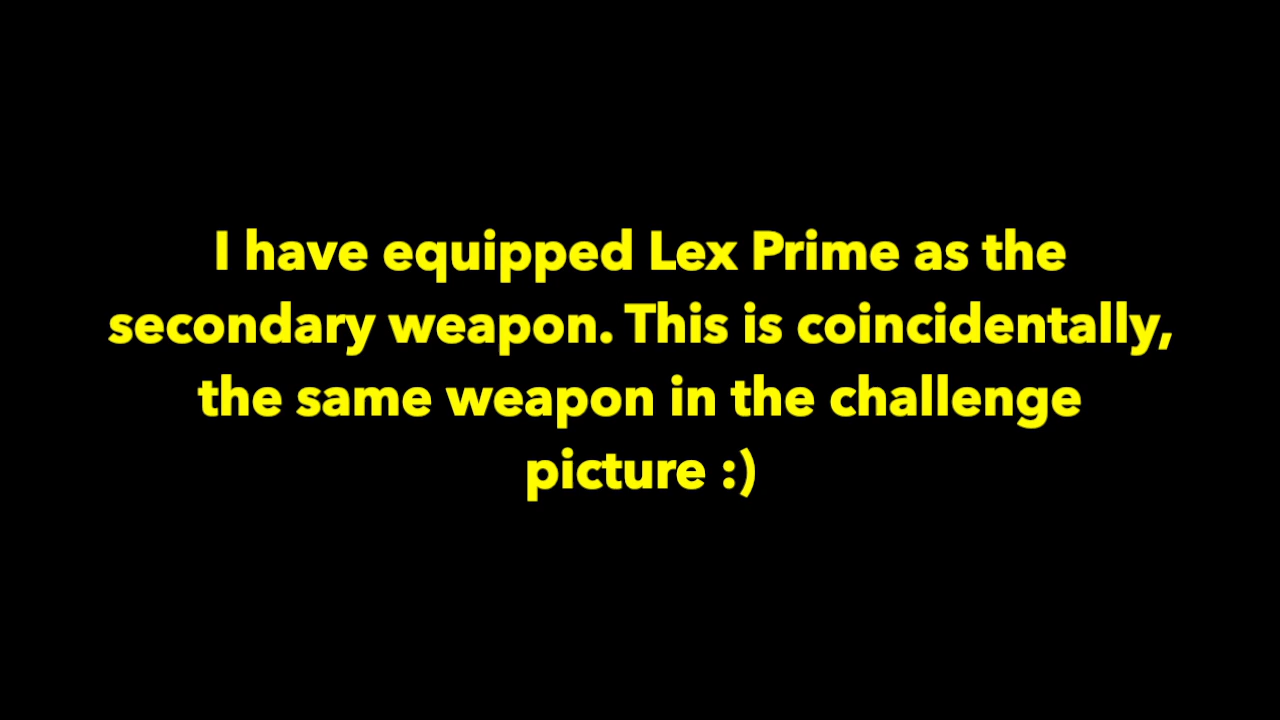 I have equipped Lex Prime as the
secondary weapon. This is coincidentally,
the same weapon in the challenge
picture :)